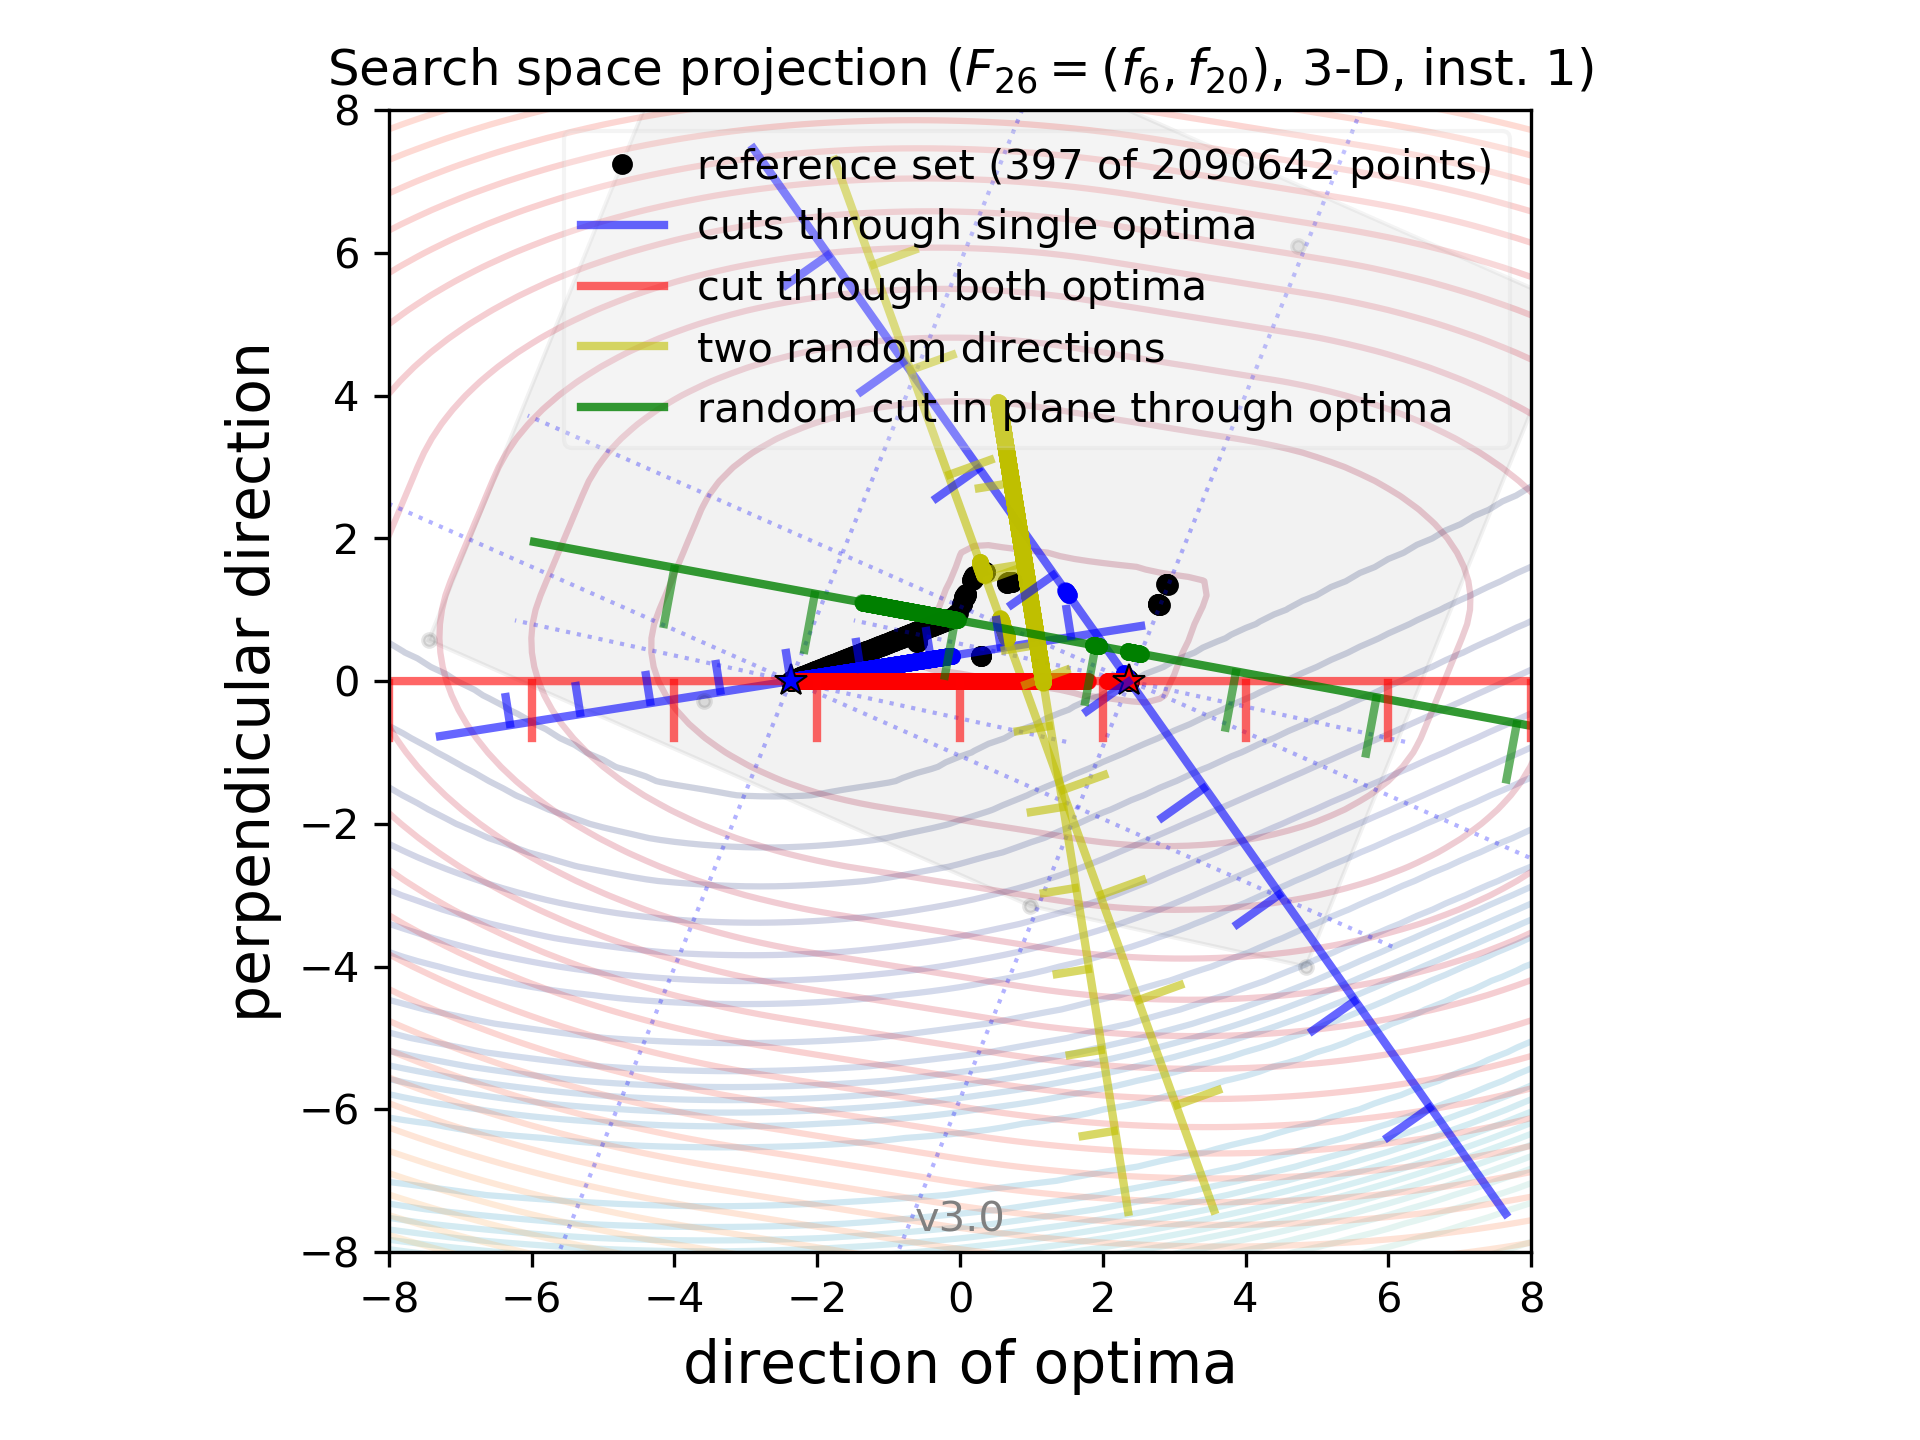 Search space projection (F₂₆ = (f₆, f₂₀), 3-D, inst. 1)
reference set (397 of 2090642 points)
cuts through single optima
cut through both optima
two random directions
random cut in plane through optima
perpendicular direction
8
6
4
2
0
−2
−4
−6
−8
v3.0
−8 −6 −4 −2 0 2 4 6 8
direction of optima